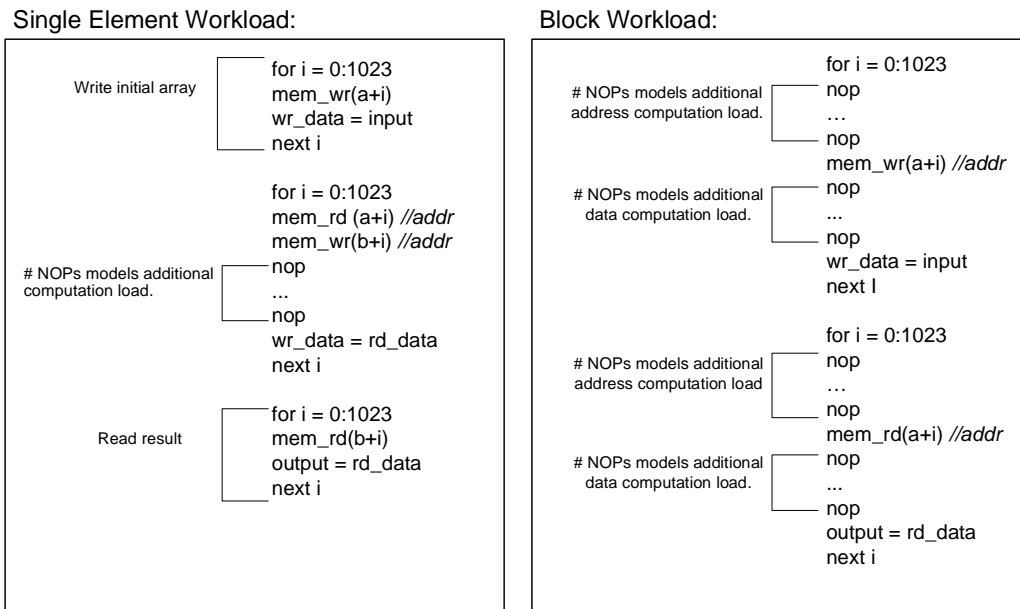 Single Element Workload:
Write initial array
for i = 0:1023
mem_wr(a+i)
wr_data = input
next i
for i = 0:1023
mem_rd (a+i) //addr
mem_wr(b+i) //addr
# NOPs models additional
computation load.
nop
...
nop
wr_data = rd_data
next i
Read result
for i = 0:1023
mem_rd(b+i)
output = rd_data
next i
Block Workload:
for i = 0:1023
# NOPs models additional
address computation load.
nop
…
nop
mem_wr(a+i) //addr
# NOPs models additional
data computation load.
nop
...
nop
wr_data = input
next I
for i = 0:1023
# NOPs models additional
address computation load
nop
…
nop
mem_rd(a+i) //addr
# NOPs models additional
data computation load.
nop
...
nop
output = rd_data
next i